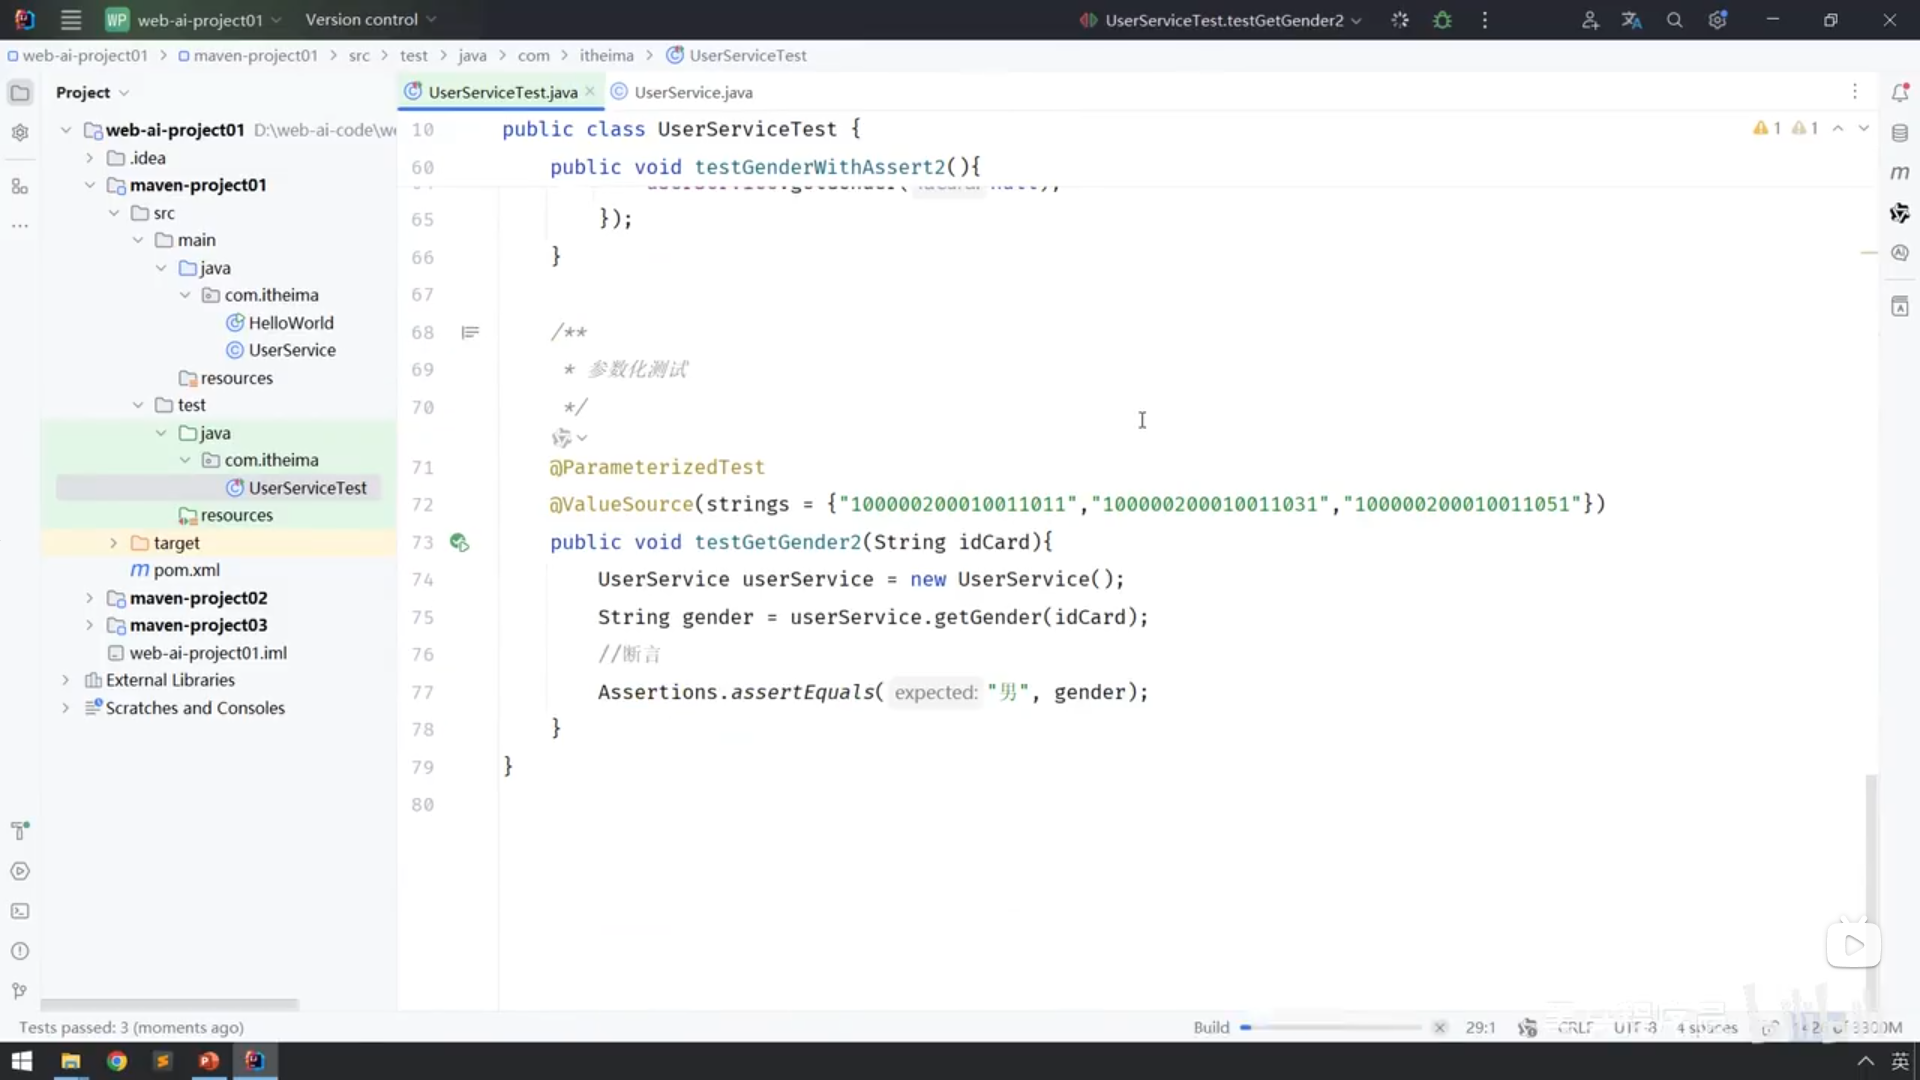 WP web-ai-project01 Version control UserServiceTest.testGetGender2
web-ai-project01 maven-project01 src test java com itheima UserServiceTest
Project
UserServiceTest.java UserService.java
web-ai-project01 D:\web-ai-code\we
.idea
maven-project01
src
main
java
com.itheima
HelloWorld
UserService
resources
test
java
com.itheima
UserServiceTest
resources
target
pom.xml
maven-project02
maven-project03
web-ai-project01.iml
External Libraries
Scratches and Consoles
1 1
10 public class UserServiceTest {
60 public void testGenderWithAssert2(){
65 });
66 }
67
68 /**
69 * 参数化测试
70 */
71 @ParameterizedTest
72 @ValueSource(strings = {"100000200010011011","100000200010011031","100000200010011051"})
73 public void testGetGender2(String idCard){
74 UserService userService = new UserService();
75 String gender = userService.getGender(idCard);
76 //断言
77 Assertions.assertEquals( expected: "男", gender);
78 }
79 }
80
Tests passed: 3 (moments ago) Build 29:1 CRLF UTF-8 4 spaces
英